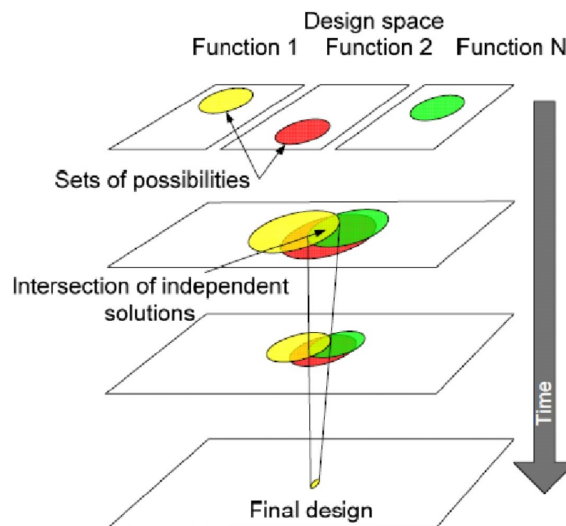 Design space
Function 1 Function 2 Function N
Sets of possibilities
Intersection of independent
solutions
Time
Final design